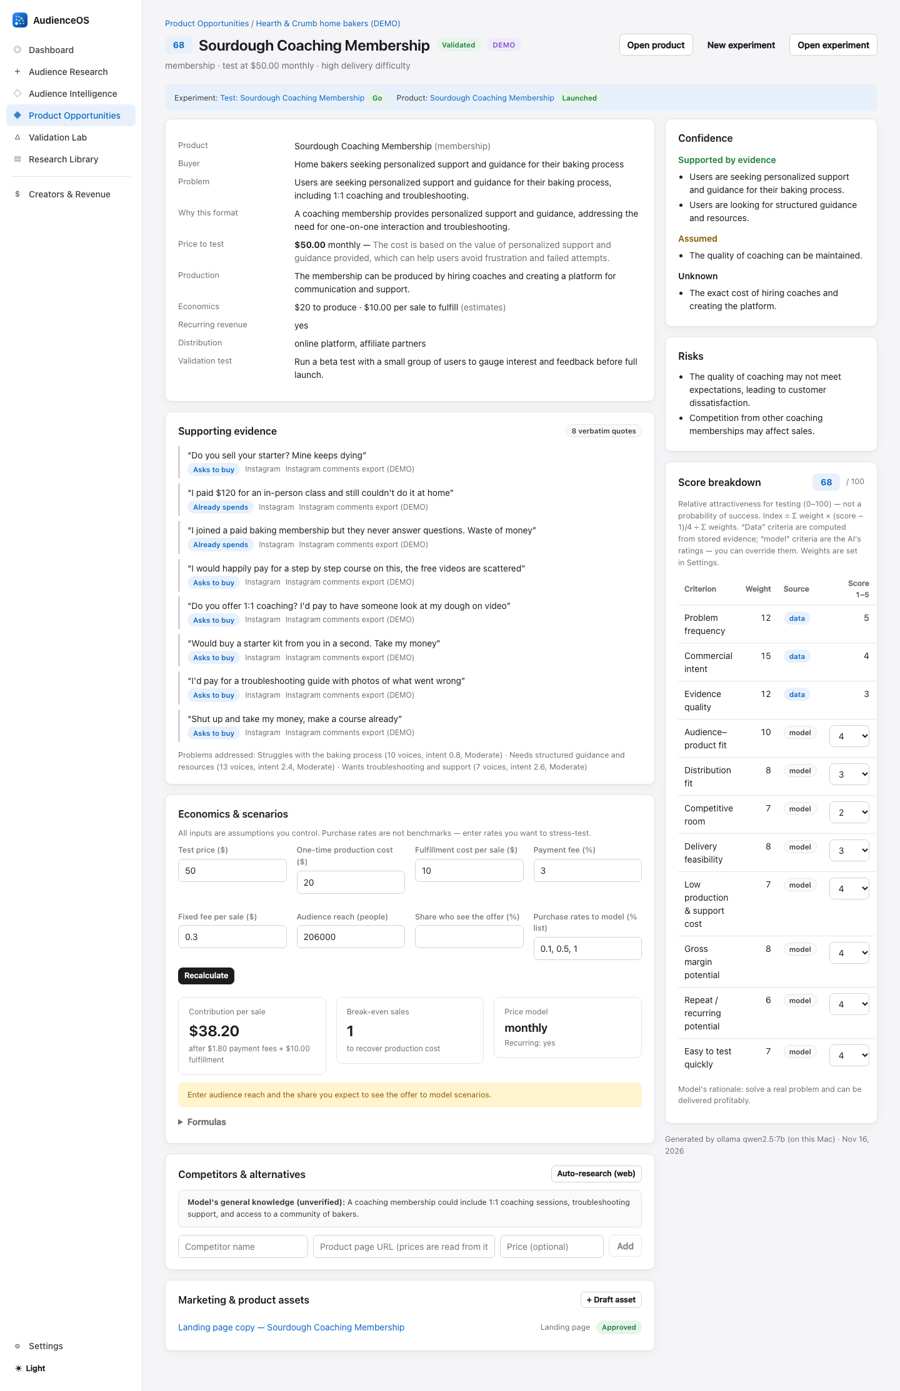 AudienceOS
Dashboard
Audience Research
Audience Intelligence
Product Opportunities
Validation Lab
Research Library
Creators & Revenue
Settings
Light
Product Opportunities / Hearth & Crumb home bakers (DEMO)
68 Sourdough Coaching Membership Validated DEMO
Open product New experiment Open experiment
membership · test at $50.00 monthly · high delivery difficulty
Experiment: Test: Sourdough Coaching Membership Go Product: Sourdough Coaching Membership Launched
Product Sourdough Coaching Membership (membership)
Buyer Home bakers seeking personalized support and guidance for their baking process
Problem Users are seeking personalized support and guidance for their baking process,
including 1:1 coaching and troubleshooting.
Why this format A coaching membership provides personalized support and guidance, addressing the
need for one-on-one interaction and troubleshooting.
Price to test $50.00 monthly — The cost is based on the value of personalized support and
guidance provided, which can help users avoid frustration and failed attempts.
Production The membership can be produced by hiring coaches and creating a platform for
communication and support.
Economics $20 to produce · $10.00 per sale to fulfill (estimates)
Recurring revenue yes
Distribution online platform, affiliate partners
Validation test Run a beta test with a small group of users to gauge interest and feedback before full
launch.
Supporting evidence 8 verbatim quotes
"Do you sell your starter? Mine keeps dying"
Asks to buy Instagram Instagram comments export (DEMO)
"I paid $120 for an in-person class and still couldn't do it at home"
Already spends Instagram Instagram comments export (DEMO)
"I joined a paid baking membership but they never answer questions. Waste of money"
Already spends Instagram Instagram comments export (DEMO)
"I would happily pay for a step by step course on this, the free videos are scattered"
Asks to buy Instagram Instagram comments export (DEMO)
"Do you offer 1:1 coaching? I'd pay to have someone look at my dough on video"
Asks to buy Instagram Instagram comments export (DEMO)
"Would buy a starter kit from you in a second. Take my money"
Asks to buy Instagram Instagram comments export (DEMO)
"I'd pay for a troubleshooting guide with photos of what went wrong"
Asks to buy Instagram Instagram comments export (DEMO)
"Shut up and take my money, make a course already"
Asks to buy Instagram Instagram comments export (DEMO)
Problems addressed: Struggles with the baking process (10 voices, intent 0.8, Moderate) · Needs structured guidance and
resources (13 voices, intent 2.4, Moderate) · Wants troubleshooting and support (7 voices, intent 2.6, Moderate)
Economics & scenarios
All inputs are assumptions you control. Purchase rates are not benchmarks — enter rates you want to stress-test.
Test price ($)
50
One-time production cost
($)
20
Fulfillment cost per sale ($)
10
Payment fee (%)
3
Fixed fee per sale ($)
0.3
Audience reach (people)
206000
Share who see the offer (%)
Purchase rates to model (%
list)
0.1, 0.5, 1
Recalculate
Contribution per sale
$38.20
after $1.80 payment fees + $10.00
fulfillment
Break-even sales
1
to recover production cost
Price model
monthly
Recurring: yes
Enter audience reach and the share you expect to see the offer to model scenarios.
Formulas
Competitors & alternatives Auto-research (web)
Model's general knowledge (unverified): A coaching membership could include 1:1 coaching sessions, troubleshooting
support, and access to a community of bakers.
Competitor name Product page URL (prices are read from it Price (optional) Add
Marketing & product assets + Draft asset
Landing page copy — Sourdough Coaching Membership Landing page Approved
Confidence
Supported by evidence
Users are seeking personalized support
and guidance for their baking process.
Users are looking for structured guidance
and resources.
Assumed
The quality of coaching can be maintained.
Unknown
The exact cost of hiring coaches and
creating the platform.
Risks
The quality of coaching may not meet
expectations, leading to customer
dissatisfaction.
Competition from other coaching
memberships may affect sales.
Score breakdown 68 / 100
Relative attractiveness for testing (0–100) — not a
probability of success. Index = Σ weight × (score −
1)/4 ÷ Σ weights. "Data" criteria are computed
from stored evidence; "model" criteria are the AI's
ratings — you can override them. Weights are set
in Settings.
Criterion Weight Source Score
1–5
Problem
frequency 12 data 5
Commercial
intent 15 data 4
Evidence
quality 12 data 3
Audience–
product fit 10 model 4
Distribution
fit 8 model 3
Competitive
room 7 model 2
Delivery
feasibility 8 model 3
Low
production
& support
cost 7 model 4
Gross
margin
potential 8 model 4
Repeat /
recurring
potential 6 model 4
Easy to test
quickly 7 model 4
Model's rationale: solve a real problem and can be
delivered profitably.
Generated by ollama qwen2.5:7b (on this Mac) · Nov 16,
2026